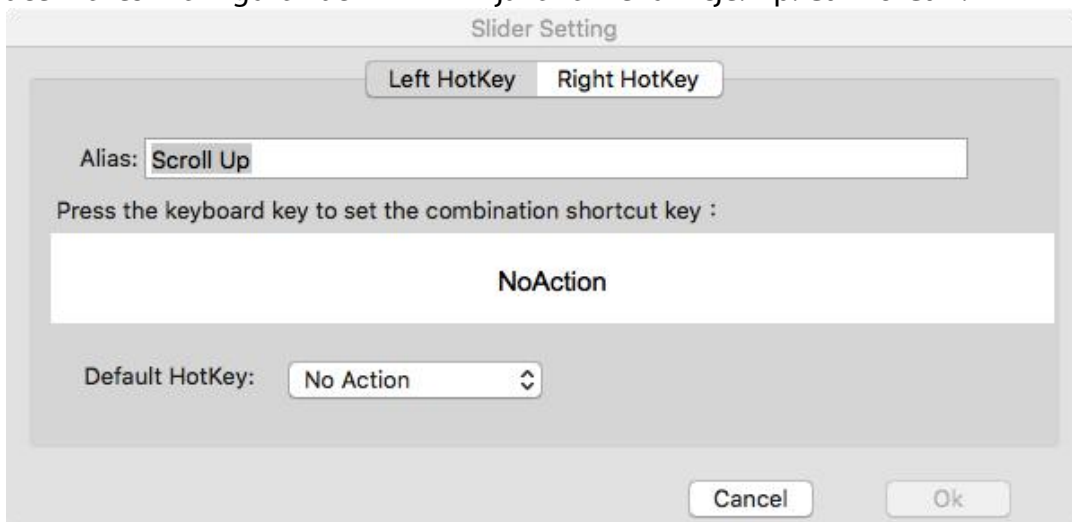 Slider Setting
Left HotKey Right HotKey
Alias: Scroll Up
Press the keyboard key to set the combination shortcut key :
NoAction
Default HotKey: No Action
Cancel Ok